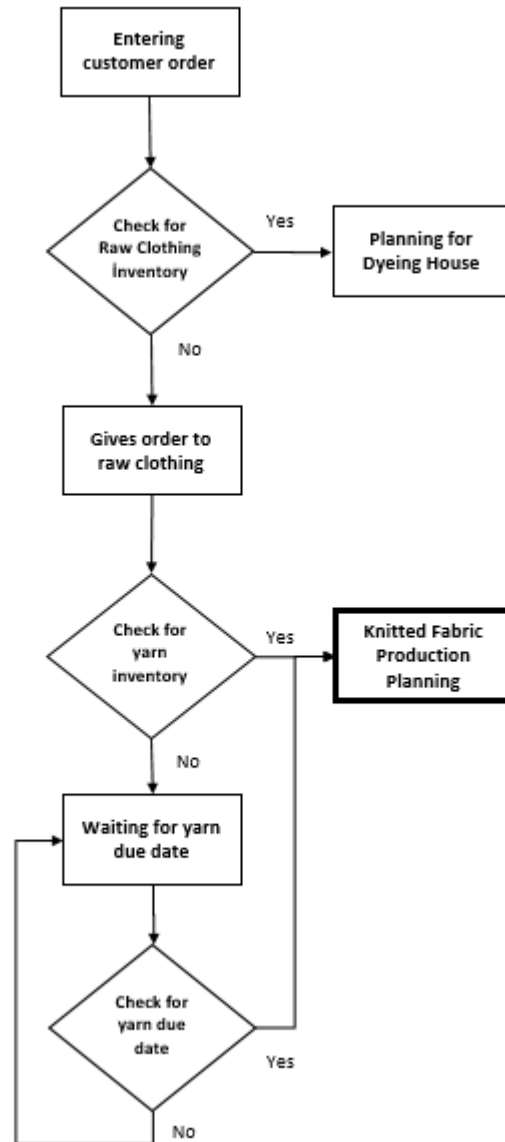 Entering
customer order
Check for
Raw Clothing
İnventory
Yes
Planning for
Dyeing House
No
Gives order to
raw clothing
Check for
yarn
inventory
Yes
Knitted Fabric
Production
Planning
No
Waiting for yarn
due date
Check for
yarn due
date
Yes
No